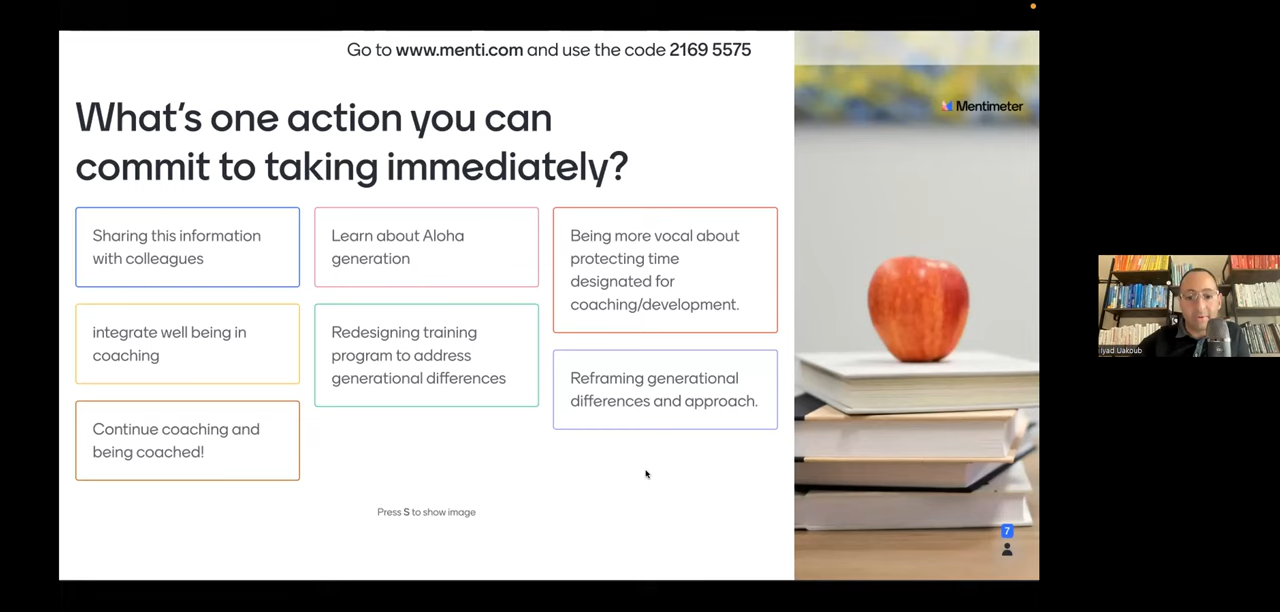 Go to www.menti.com and use the code 2169 5575
Mentimeter
What's one action you can
commit to taking immediately?
Sharing this information
with colleagues
Learn about Aloha
generation
Being more vocal about
protecting time
designated for
coaching/development.
integrate well being in
coaching
Redesigning training
program to address
generational differences
Reframing generational
differences and approach.
Continue coaching and
being coached!
Press S to show image
7
Iyad Uakoub